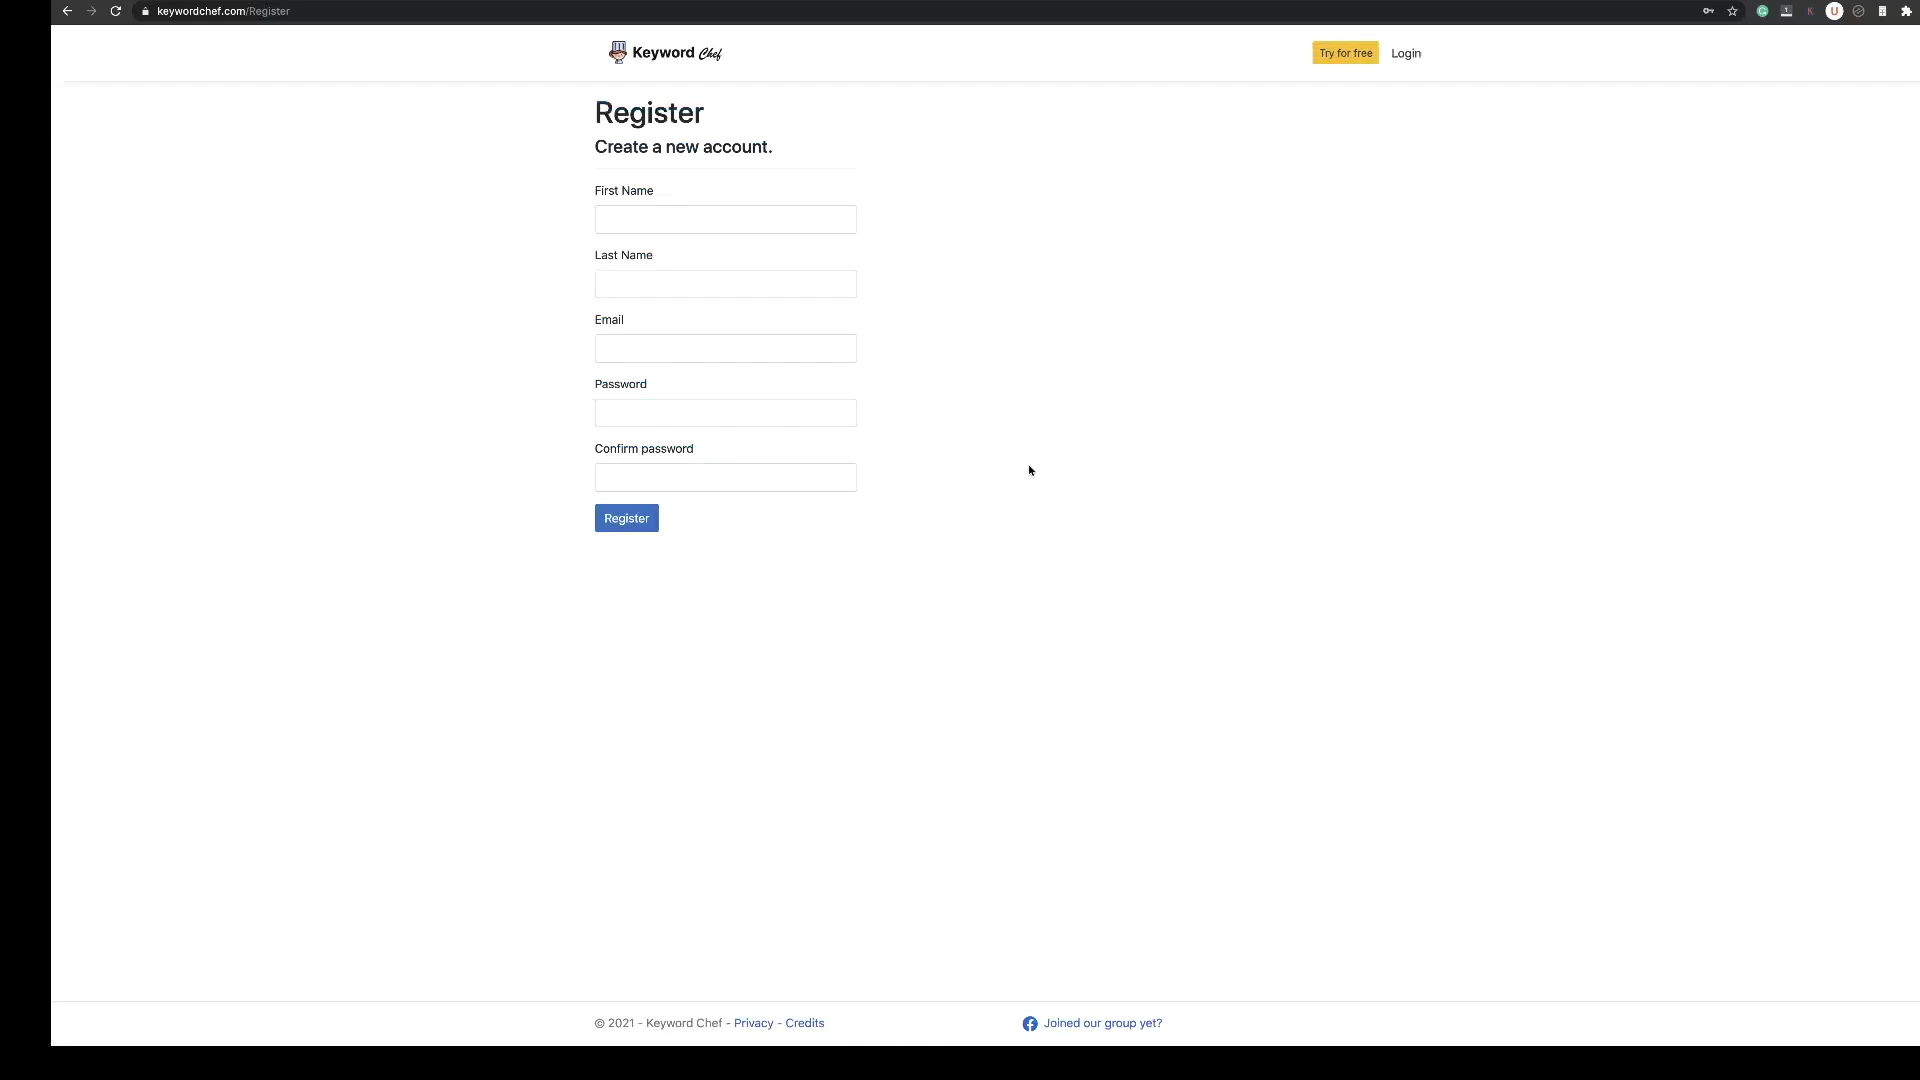 keywordchef.com/Register
Keyword Chef
Try for free
Login
Register
Create a new account.
First Name
Last Name
Email
Password
Confirm password
Register
© 2021 - Keyword Chef - Privacy - Credits
Joined our group yet?